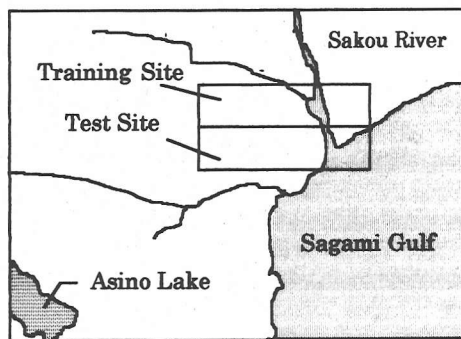 Sakou River
Training Site
Test Site
Sagami Gulf
Asino Lake